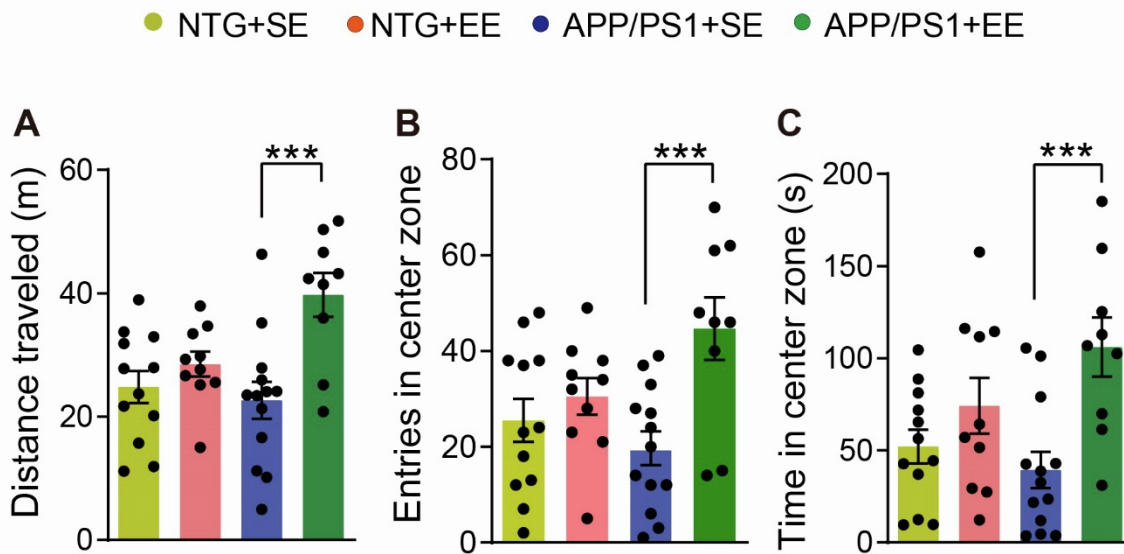 NTG+SE NTG+EE APP/PS1+SE APP/PS1+EE
A
Distance traveled (m)
60
40
20
0
***
B
Entries in center zone
80
60
40
20
0
***
C
Time in center zone (s)
200
150
100
50
0
***